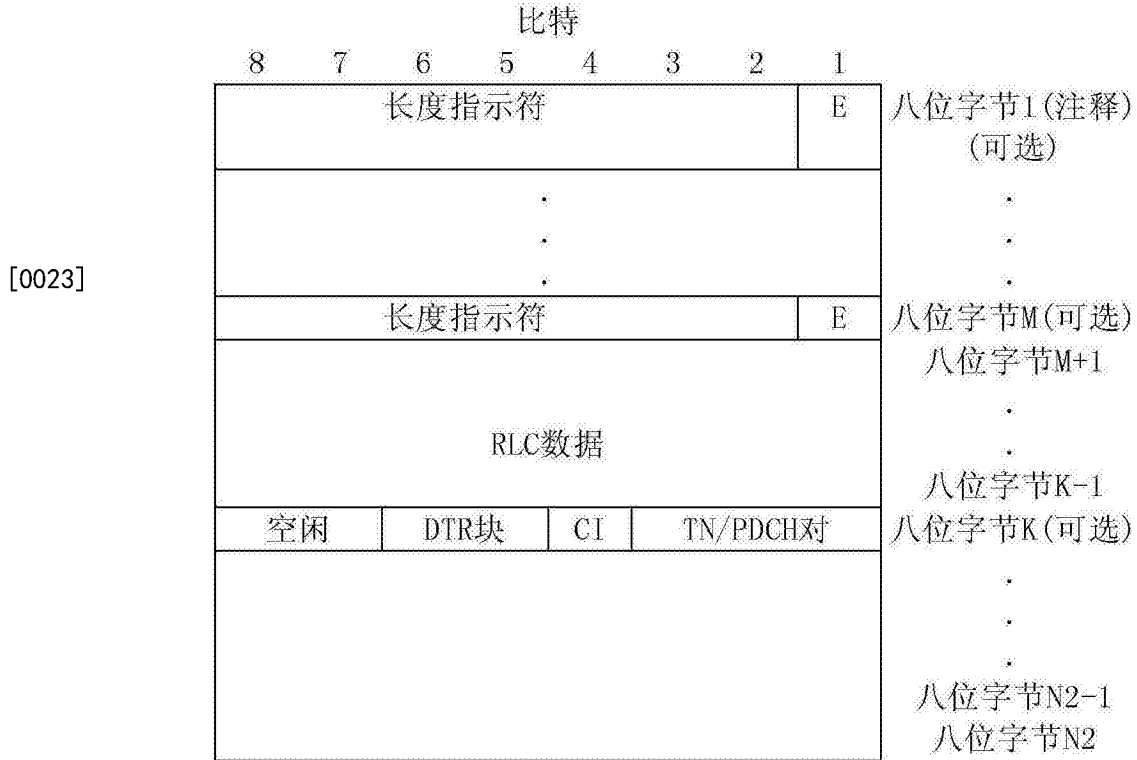 比特
8 7 6 5 4 3 2 1
长度指示符 E 八位字节1(注释)
(可选)
[0023]
长度指示符 E 八位字节M(可选)
八位字节M+1
RLC数据
八位字节K-1
空闲 DTR块 CI TN/PDCH对 八位字节K(可选)
八位字节N2-1
八位字节N2